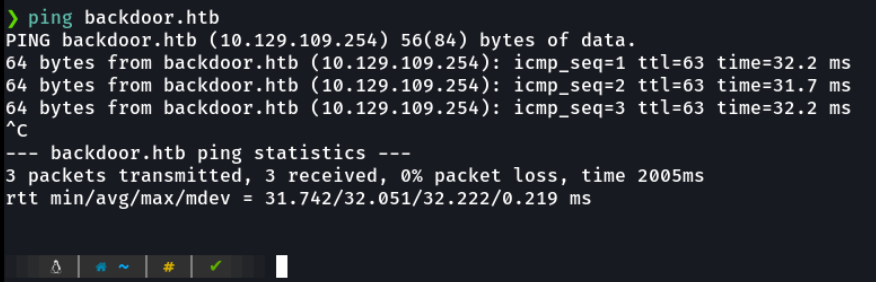 ❯ ping backdoor.htb
PING backdoor.htb (10.129.109.254) 56(84) bytes of data.
64 bytes from backdoor.htb (10.129.109.254): icmp_seq=1 ttl=63 time=32.2 ms
64 bytes from backdoor.htb (10.129.109.254): icmp_seq=2 ttl=63 time=31.7 ms
64 bytes from backdoor.htb (10.129.109.254): icmp_seq=3 ttl=63 time=32.2 ms
^C
--- backdoor.htb ping statistics ---
3 packets transmitted, 3 received, 0% packet loss, time 2005ms
rtt min/avg/max/mdev = 31.742/32.051/32.222/0.219 ms
~ # ✔